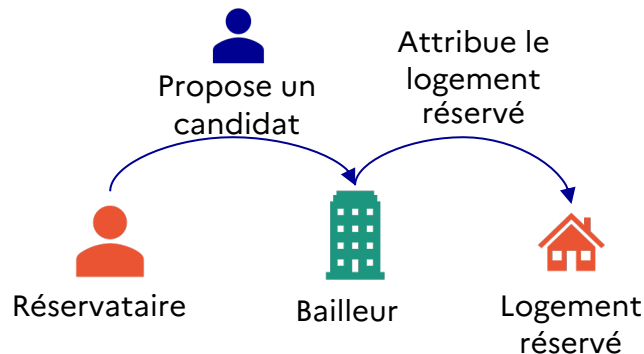 Propose un
candidat
Attribue le
logement
réservé
Réservataire
Bailleur
Logement
réservé